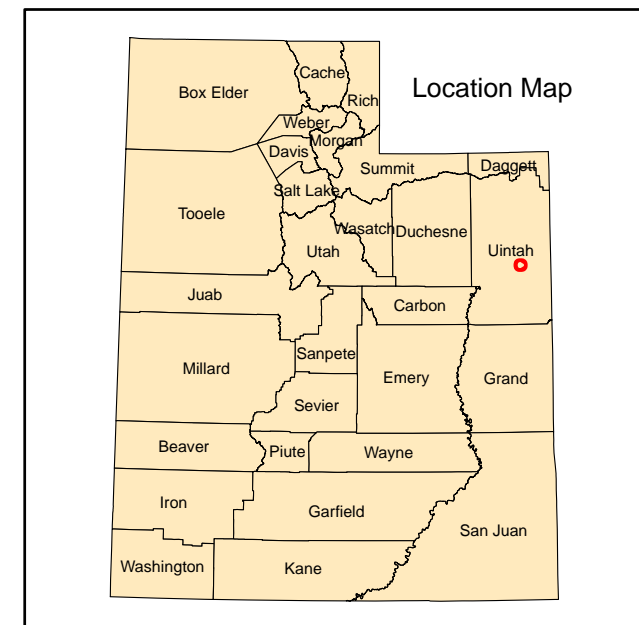 Location Map
Cache
Box Elder
Rich
Weber
Morgan
Davis
Summit
Daggett
Salt Lake
Tooele
Wasatch
Duchesne
Utah
Uintah
Juab
Carbon
Sanpete
Millard
Emery
Grand
Sevier
Beaver
Piute
Wayne
Iron
Garfield
San Juan
Washington
Kane